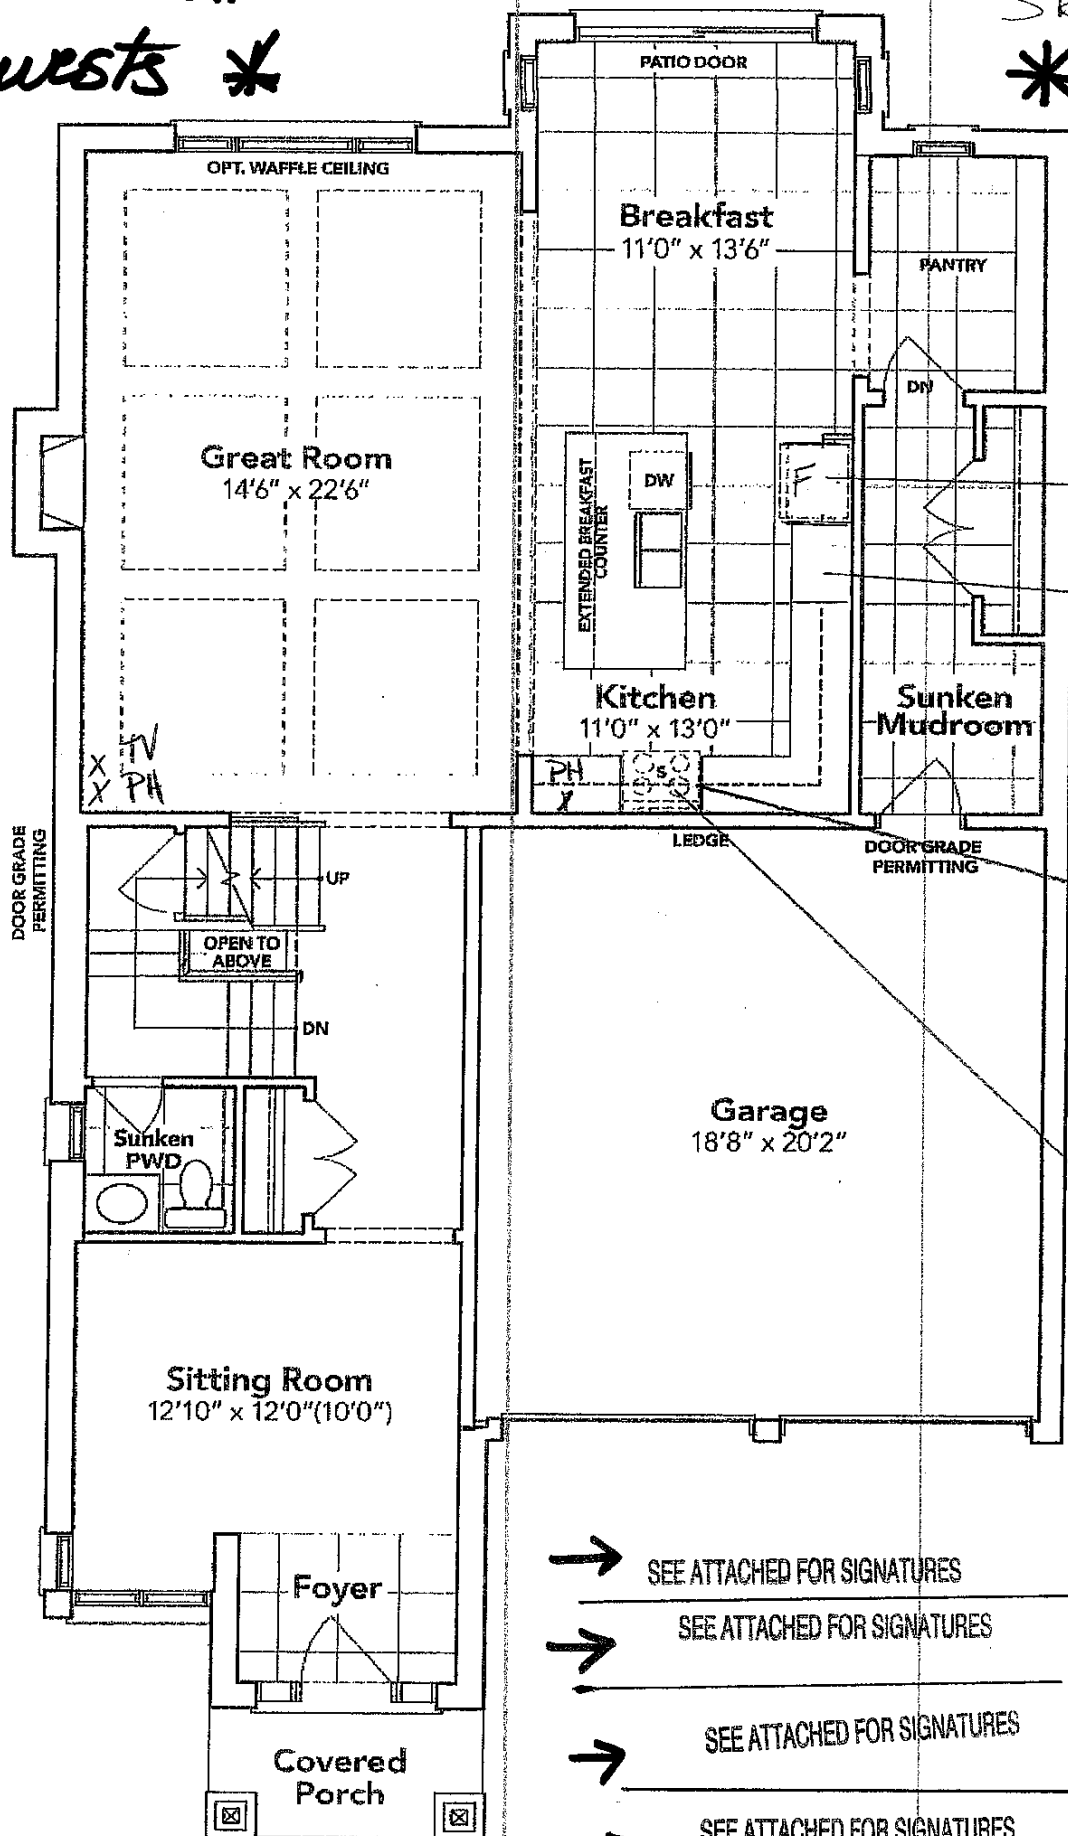 ✱
PATIO DOOR
OPT. WAFFLE CEILING
Breakfast
11'0" x 13'6"
PANTRY
DN
Great Room
14'6" x 22'6"
EXTENDED BREAKFAST
COUNTER
DW
F
Kitchen
11'0" x 13'0"
Sunken
Mudroom
X TV
X PH
PH
X
S
LEDGE
DOOR GRADE
PERMITTING
DOOR GRADE
PERMITTING
UP
OPEN TO
ABOVE
DN
Sunken
PWD
Garage
18'8" x 20'2"
Sitting Room
12'10" x 12'0"(10'0")
Foyer
Covered
Porch
SEE ATTACHED FOR SIGNATURES
SEE ATTACHED FOR SIGNATURES
SEE ATTACHED FOR SIGNATURES
SEE ATTACHED FOR SIGNATURES